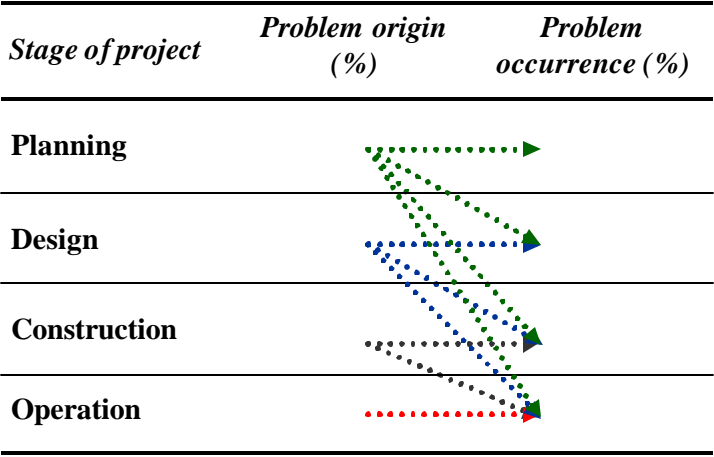 Stage of project
Problem origin
(%)
Problem
occurrence (%)
Planning
Design
Construction
Operation